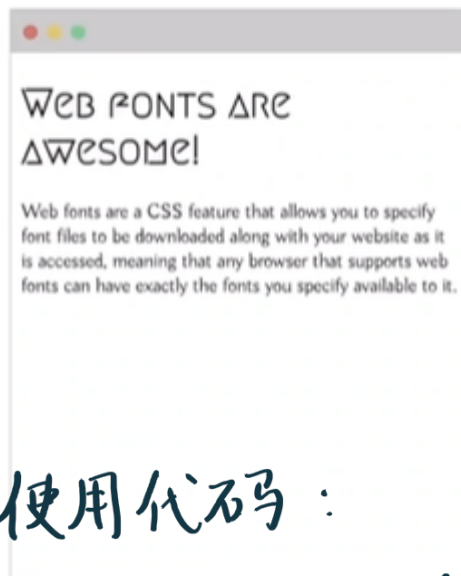 Web fonts are
awesome!
Web fonts are a CSS feature that allows you to specify
font files to be downloaded along with your website as it
is accessed, meaning that any browser that supports web
fonts can have exactly the fonts you specify available to it.
使用代码：